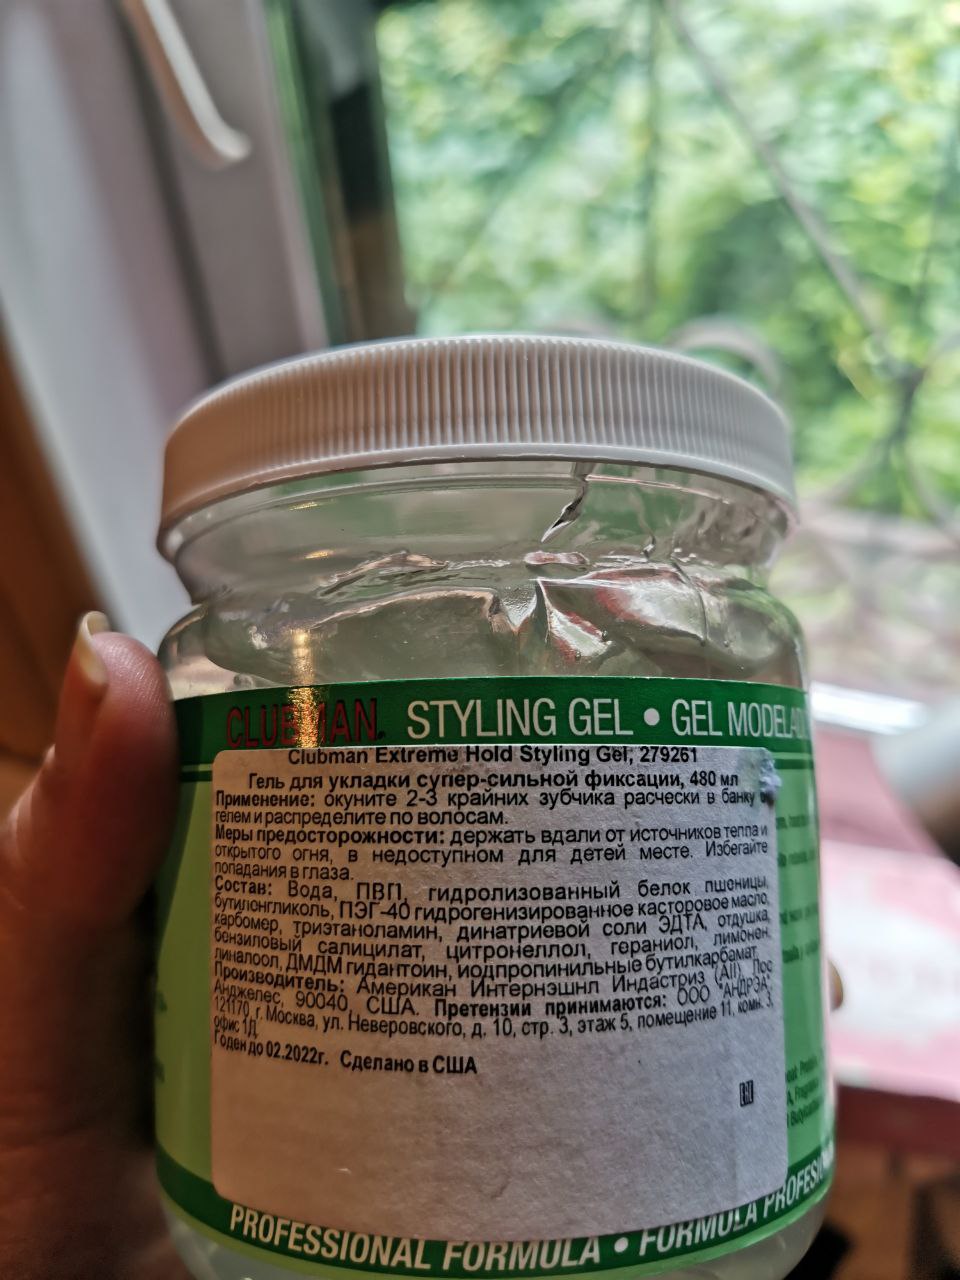 CLUBMAN STYLING GEL • GEL MODELADO
Clubman Extreme Hold Styling Gel, 279261
Гель для укладки супер-сильной фиксации, 480 мл
Применение: окуните 2-3 крайних зубчика расчески в банку
гелем и распределите по волосам.
Меры предосторожности: держать вдали от источников тепла и
открытого огня, в недоступном для детей месте. Избегайте
попадания в глаза.
Состав: Вода, ПВП, гидролизованный белок пшеницы,
бутиленгликоль, ПЭГ-40 гидрогенизированное касторовое масло,
карбомер, триэтаноламин, динатриевой соли ЭДТА, отдушка,
бензиловый салицилат, цитронеллол, гераниол, лимонен,
линалоол, ДМДМ гидантоин, иодпропинильные бутилкарбамат.
Производитель: Американ Интернэшнл Индастриз (AII), Лос
Анджелес, 90040, США. Претензии принимаются: ООО "АНДРЭА",
121170, г. Москва, ул. Неверовского, д. 10, стр. 3, этаж 5, помещение 11, комн. 3,
офис 1Д.
Годен до 02.2022г. Сделано в США
EAC
PROFESSIONAL FORMULA • FORMULA PROFESI